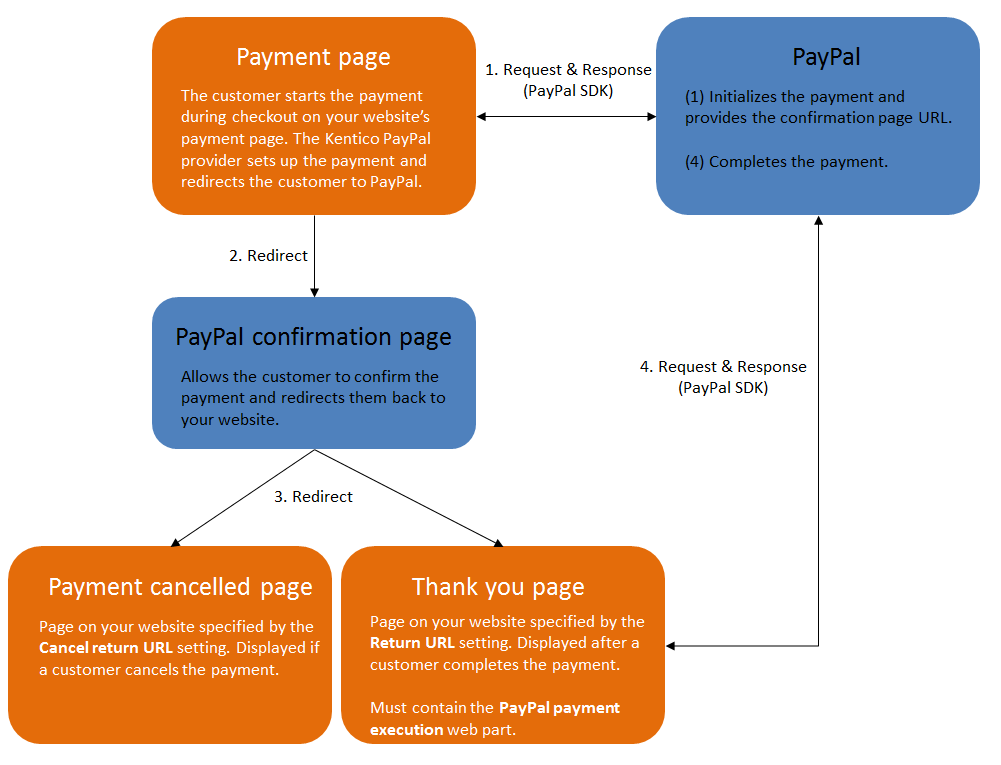 Payment page
The customer starts the payment
during checkout on your website’s
payment page. The Kentico PayPal
provider sets up the payment and
redirects the customer to PayPal.
1. Request & Response
(PayPal SDK)
PayPal
(1) Initializes the payment and
provides the confirmation page URL.
(4) Completes the payment.
2. Redirect
PayPal confirmation page
Allows the customer to confirm the
payment and redirects them back to
your website.
4. Request & Response
(PayPal SDK)
3. Redirect
Payment cancelled page
Page on your website specified by the
Cancel return URL setting. Displayed if
a customer cancels the payment.
Thank you page
Page on your website specified by the
Return URL setting. Displayed after a
customer completes the payment.
Must contain the PayPal payment
execution web part.